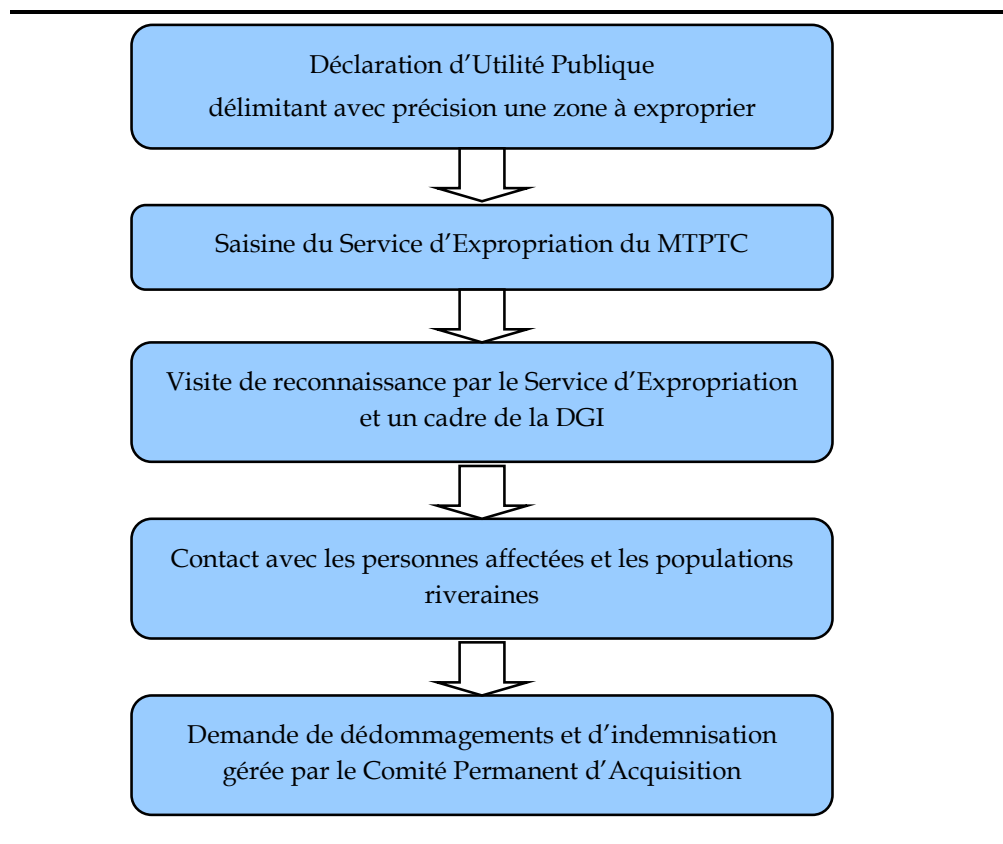 Déclaration d’Utilité Publique
délimitant avec précision une zone à exproprier
Saisine du Service d’Expropriation du MTPTC
Visite de reconnaissance par le Service d’Expropriation
et un cadre de la DGI
Contact avec les personnes affectées et les populations
riveraines
Demande de dédommagements et d’indemnisation
gérée par le Comité Permanent d’Acquisition